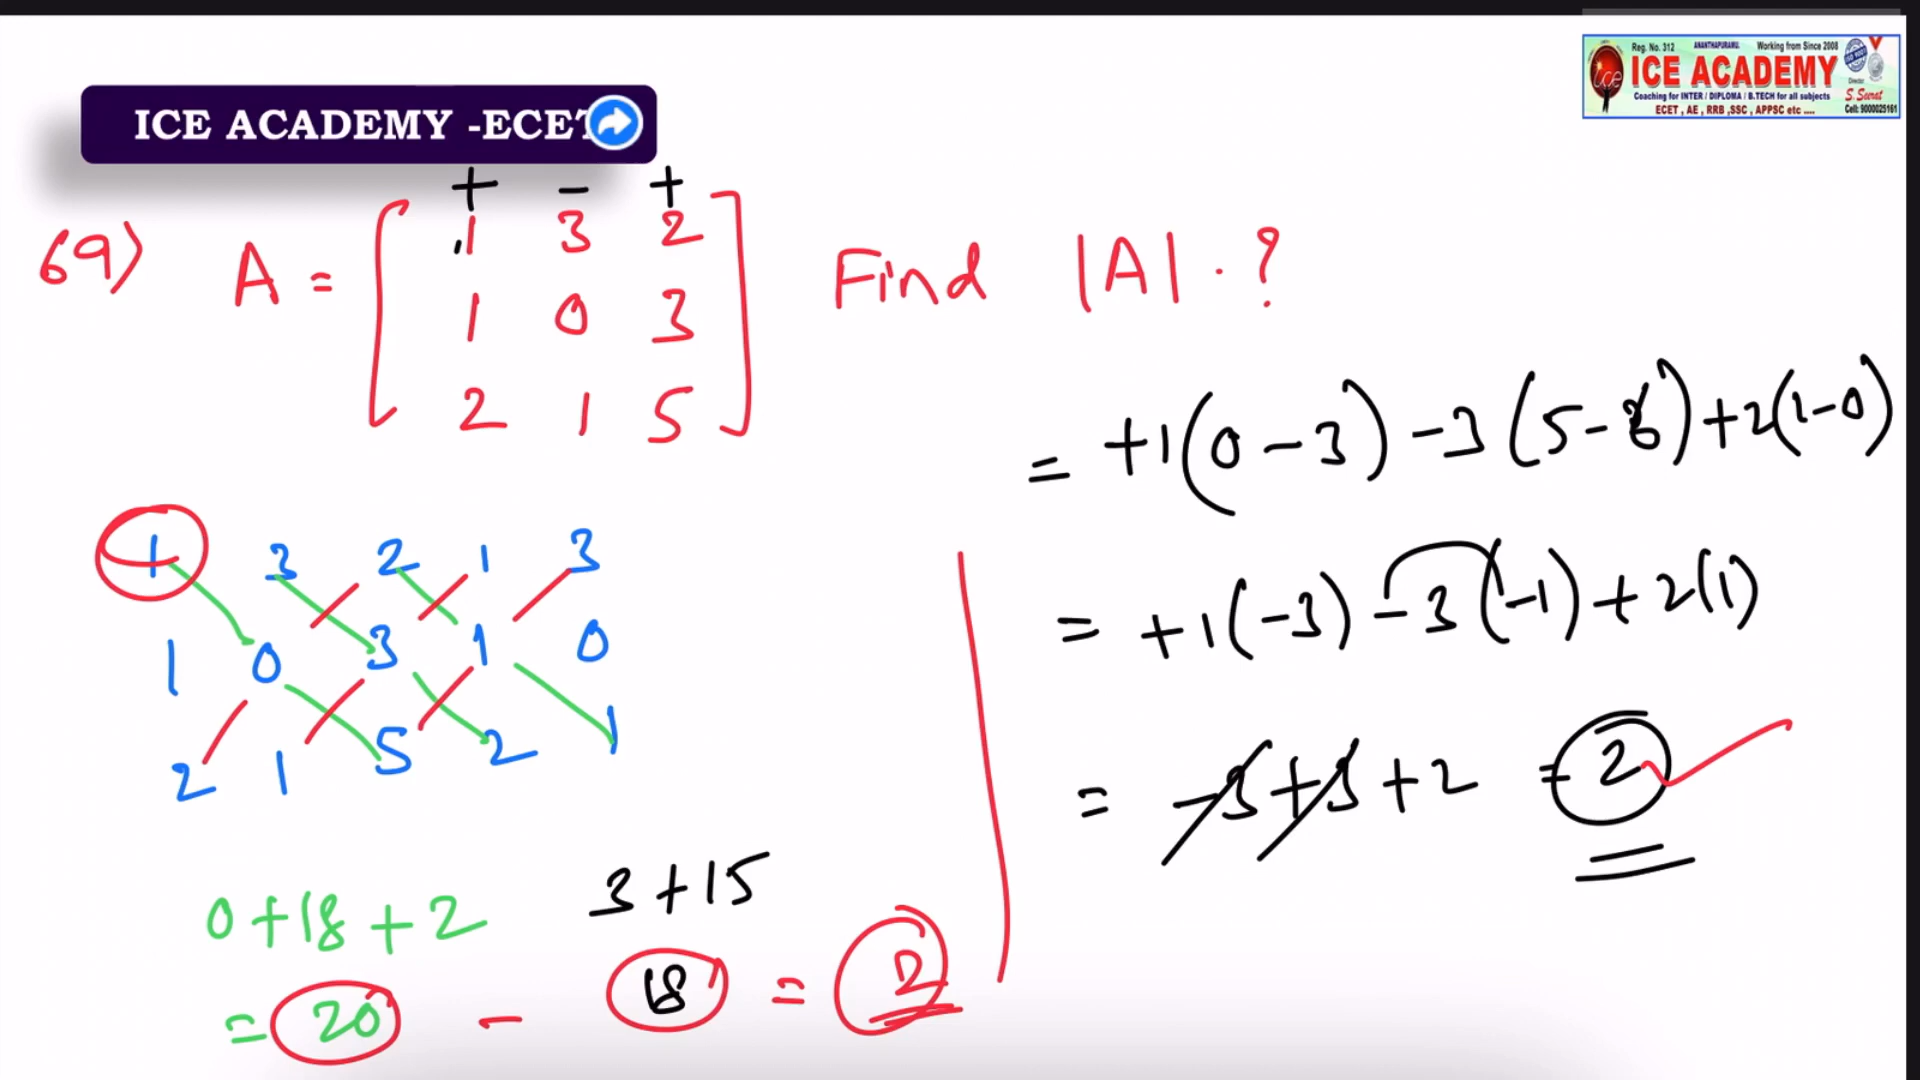 Reg. No. 312 ANANTHAPURAMU. Working from Since 2008
ICE ACADEMY
Coaching for INTER / DIPLOMA / B.TECH for all subjects
ECET , AE , RRB ,SSC , APPSC etc ....
Director
Cell: 9000025161
ICE ACADEMY -ECET
+ - +
69) A = [ 1 3 2
1 0 3
2 1 5 ] Find |A| . ?
= +1(0-3) -3(5-6) +2(1-0)
= +1(-3) -3(-1) + 2(1)
= -3+3+2 = 2
1 3 2 1 3
1 0 3 1 0
2 1 5 2 1
0+18+2 3+15
= 20 - 18 = 2